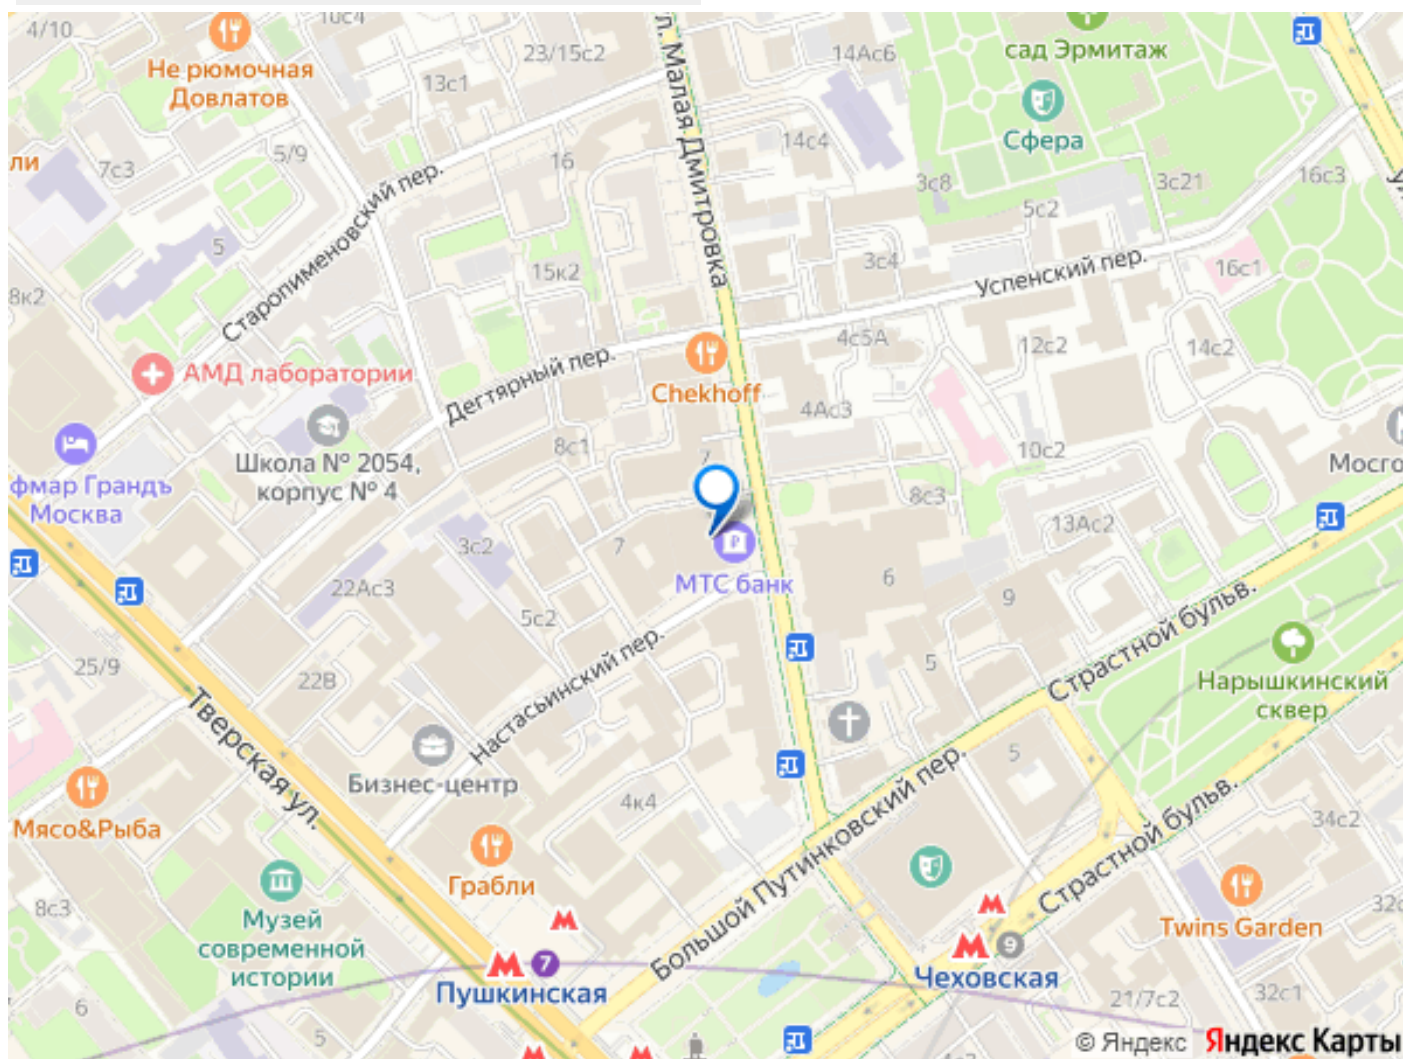 4/10
10с4
Не рюмочная
Довлатов
23/15с2
13с1
ул. Малая Дмитровка
14Ас6
сад Эрмитаж
Сфера
14с4
ли
7с3
5/9
16
Старопименовский пер.
3с8
3с21
16с3
5с2
5
15к2
3с4
Успенский пер.
16с1
8к2
4с5А
12с2
14с2
АМД лаборатории
Дегтярный пер.
Chekhoff
4Ас3
Школа № 2054,
корпус № 4
8с1
7
10с2
Мосго
фмар Грандъ
Москва
8с3
13Ас2
3с2
7
МТС банк
6
9
22Ас3
5с2
25/9
22В
Настасьинский пер.
5
Страстной бульв.
Нарышкинский
сквер
Тверская ул.
Бизнес-центр
5
Мясо&Рыба
4к4
Большой Путинковский пер.
Страстной бульв.
34с2
Грабли
8с3
Музей
современной
истории
Twins Garden
7
Пушкинская
9
Чеховская
6
21/7с2
32с1
5
© Яндекс Яндекс Карты